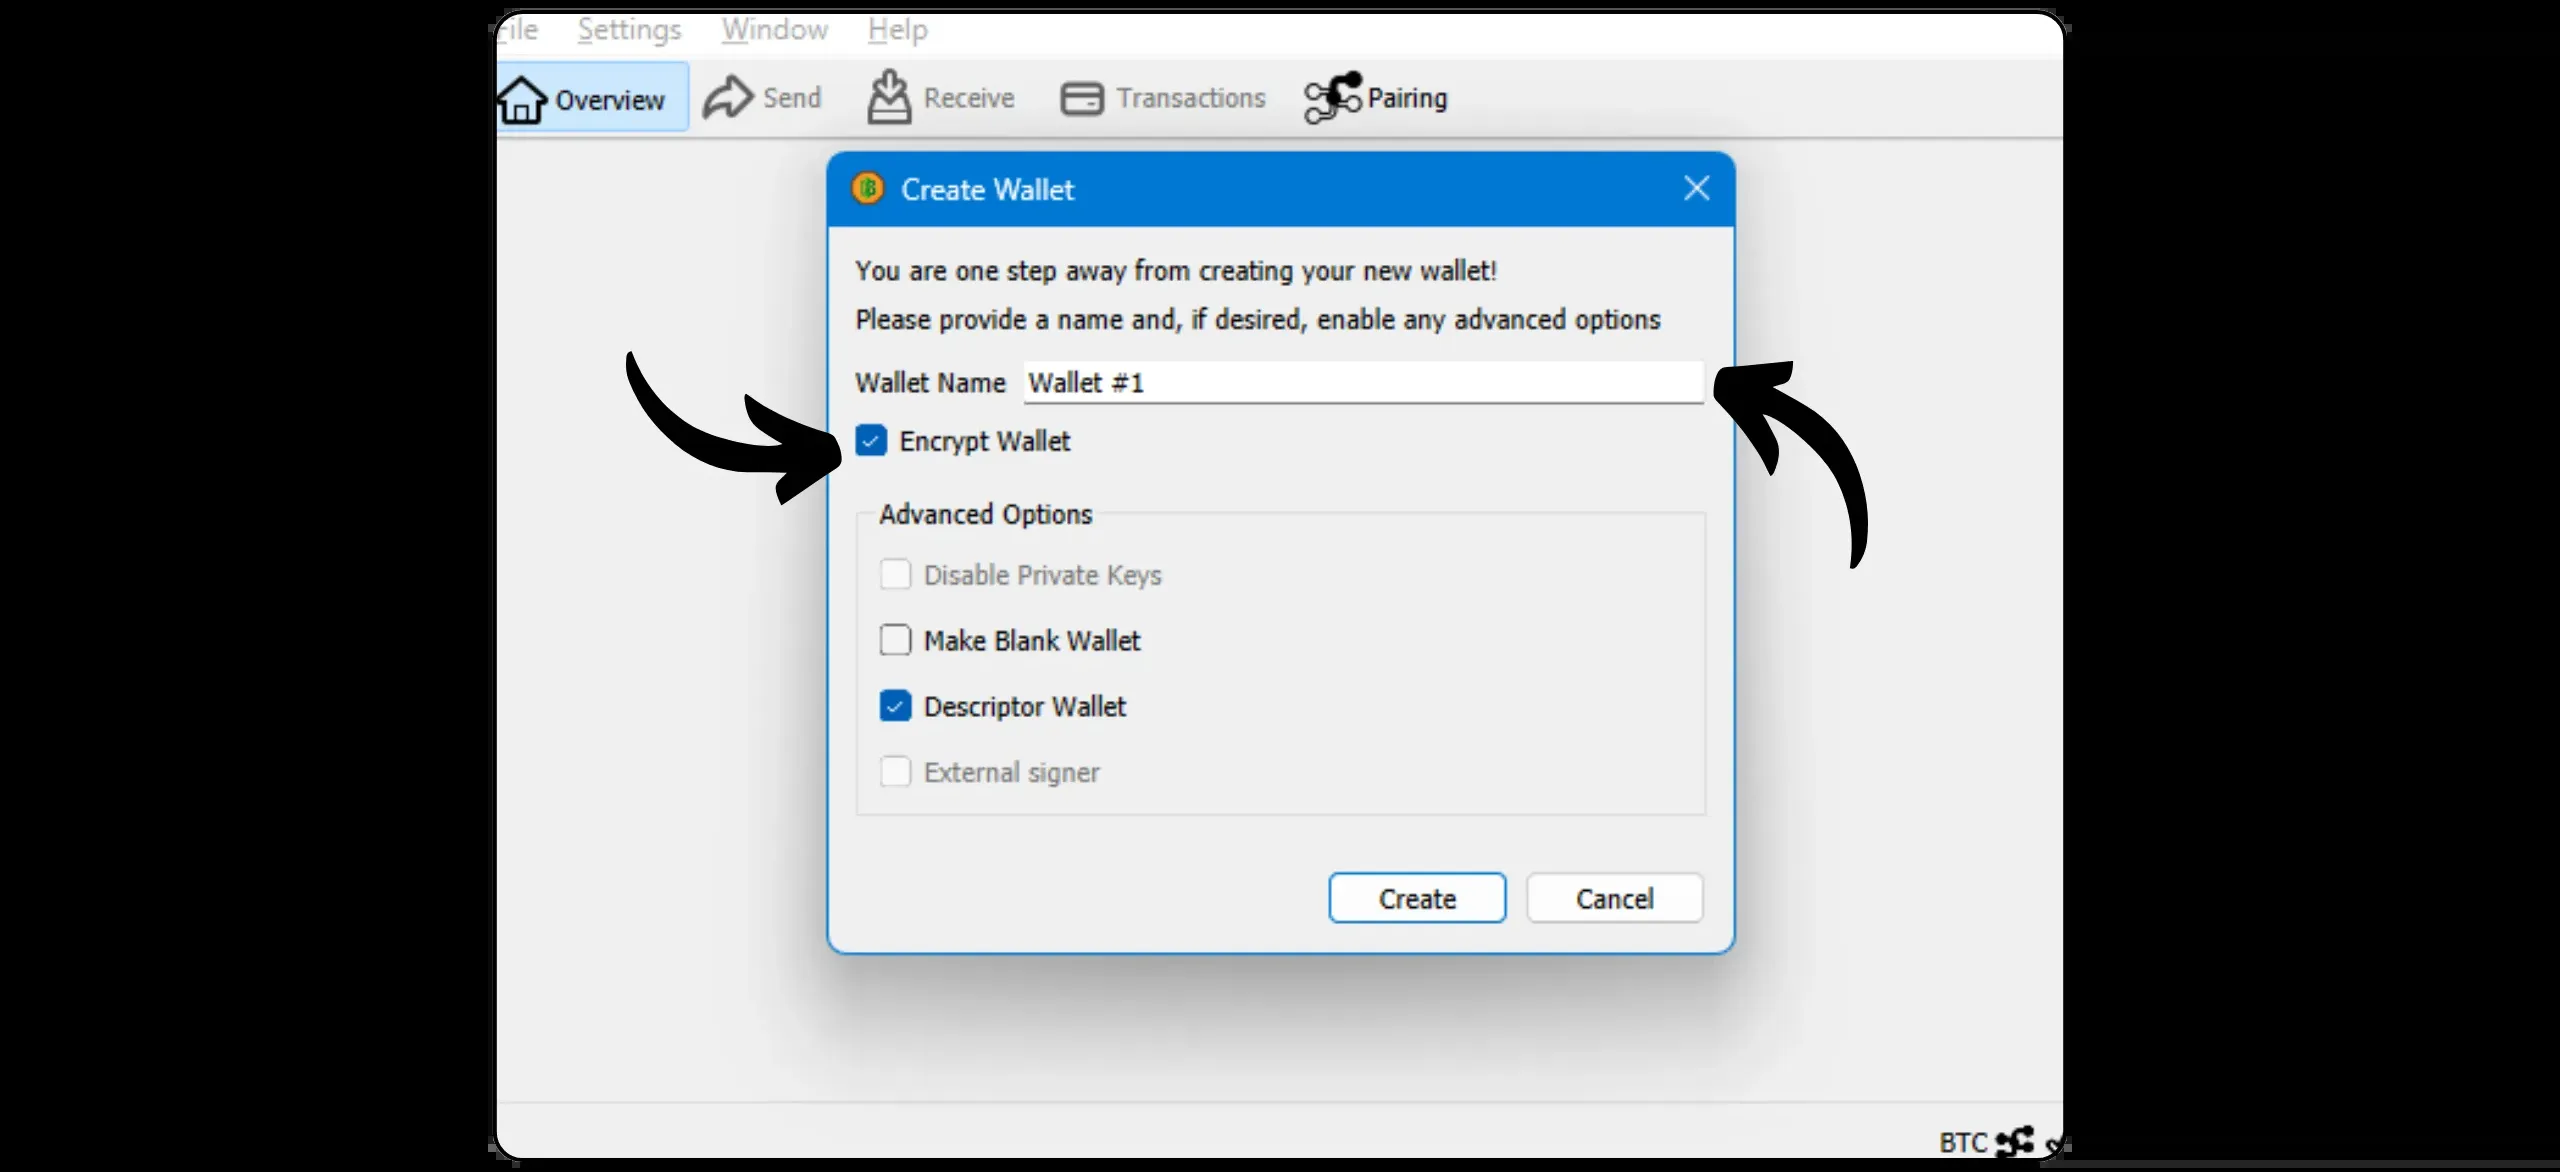 File Settings Window Help
Overview Send Receive Transactions Pairing
Create Wallet
You are one step away from creating your new wallet!
Please provide a name and, if desired, enable any advanced options
Wallet Name Wallet #1
Encrypt Wallet
Advanced Options
Disable Private Keys
Make Blank Wallet
Descriptor Wallet
External signer
Create Cancel
BTC